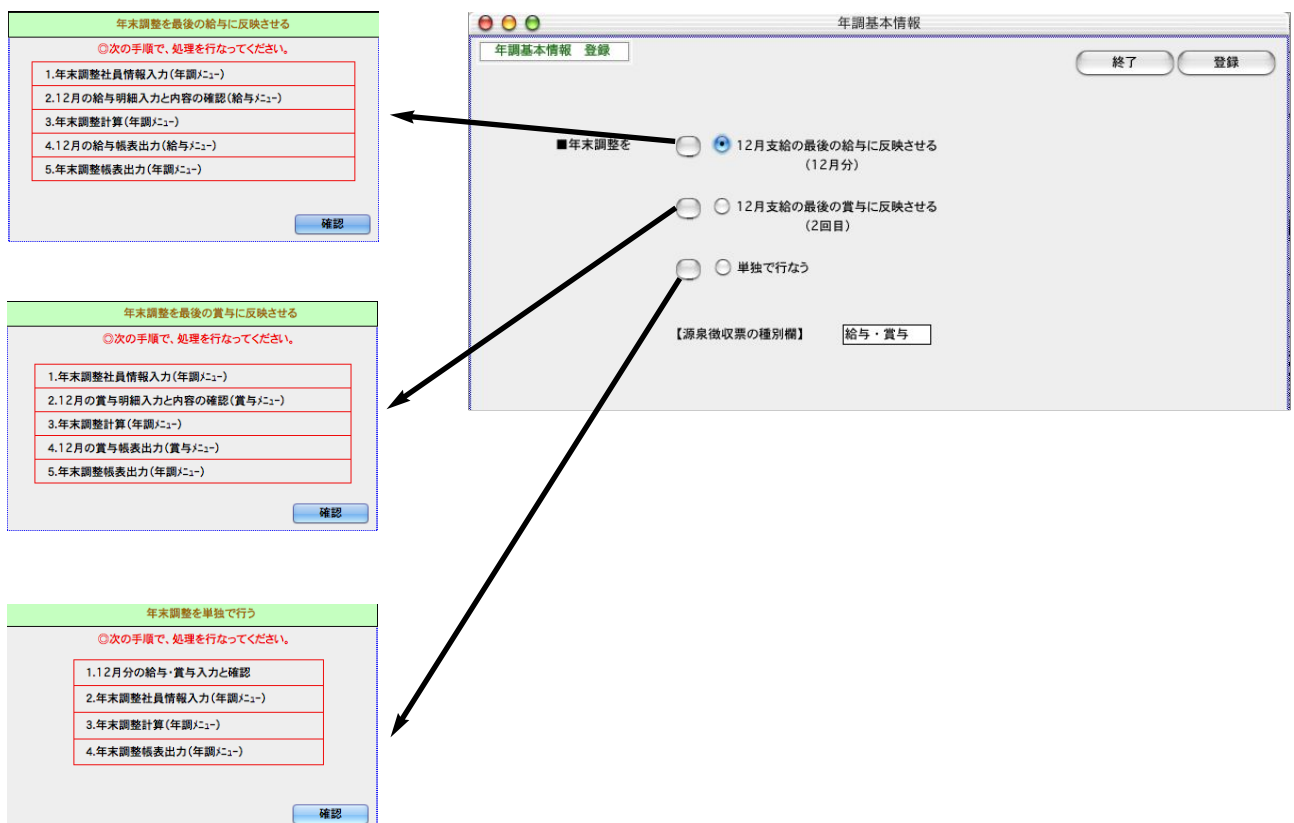 年末調整を最後の給与に反映させる
◎次の手順で、処理を行なってください。
1.年末調整社員情報入力(年調ﾒﾆｭｰ)
2.12月の給与明細入力と内容の確認(給与ﾒﾆｭｰ)
3.年末調整計算(年調ﾒﾆｭｰ)
4.12月の給与帳表出力(給与ﾒﾆｭｰ)
5.年末調整帳表出力(年調ﾒﾆｭｰ)
確認
年調基本情報
年調基本情報 登録
終了 登録
■年末調整を
12月支給の最後の給与に反映させる
(12月分)
12月支給の最後の賞与に反映させる
(2回目)
単独で行なう
【源泉徴収票の種別欄】 給与・賞与
年末調整を最後の賞与に反映させる
◎次の手順で、処理を行なってください。
1.年末調整社員情報入力(年調ﾒﾆｭｰ)
2.12月の賞与明細入力と内容の確認(賞与ﾒﾆｭｰ)
3.年末調整計算(年調ﾒﾆｭｰ)
4.12月の賞与帳表出力(賞与ﾒﾆｭｰ)
5.年末調整帳表出力(年調ﾒﾆｭｰ)
確認
年末調整を単独で行う
◎次の手順で、処理を行なってください。
1.12月分の給与・賞与入力と確認
2.年末調整社員情報入力(年調ﾒﾆｭｰ)
3.年末調整計算(年調ﾒﾆｭｰ)
4.年末調整帳表出力(年調ﾒﾆｭｰ)
確認